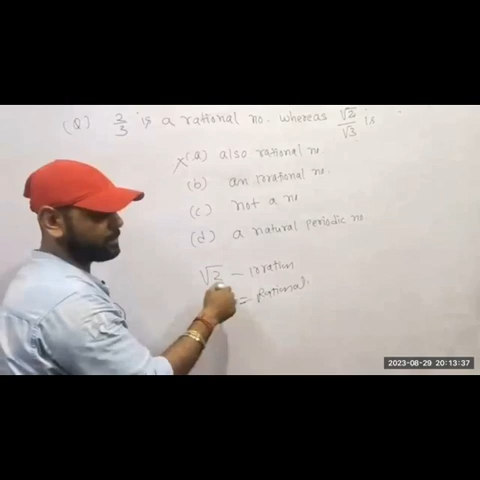 (Q) 2/3 is a rational no. whereas √2/√3 is
×(a) also rational no.
(b) an irrational no.
(c) not a no
(d) a natural periodic no.
√2 – irration
= Rational.
2023-08-29 20:13:37